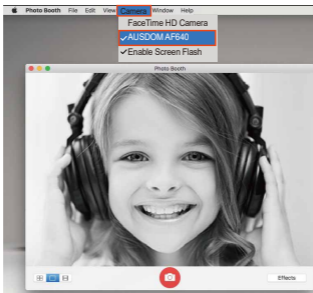 Photo Booth File Edit View Camera Window Help
FaceTime HD Camera
✓AUSDOM AF640
✓Enable Screen Flash
Photo Booth
Effects